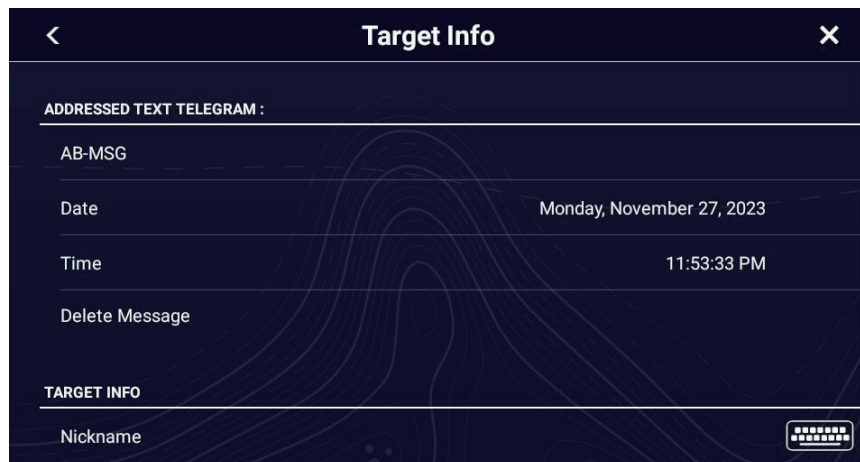 Target Info
ADDRESSED TEXT TELEGRAM :
AB-MSG
Date Monday, November 27, 2023
Time 11:53:33 PM
Delete Message
TARGET INFO
Nickname